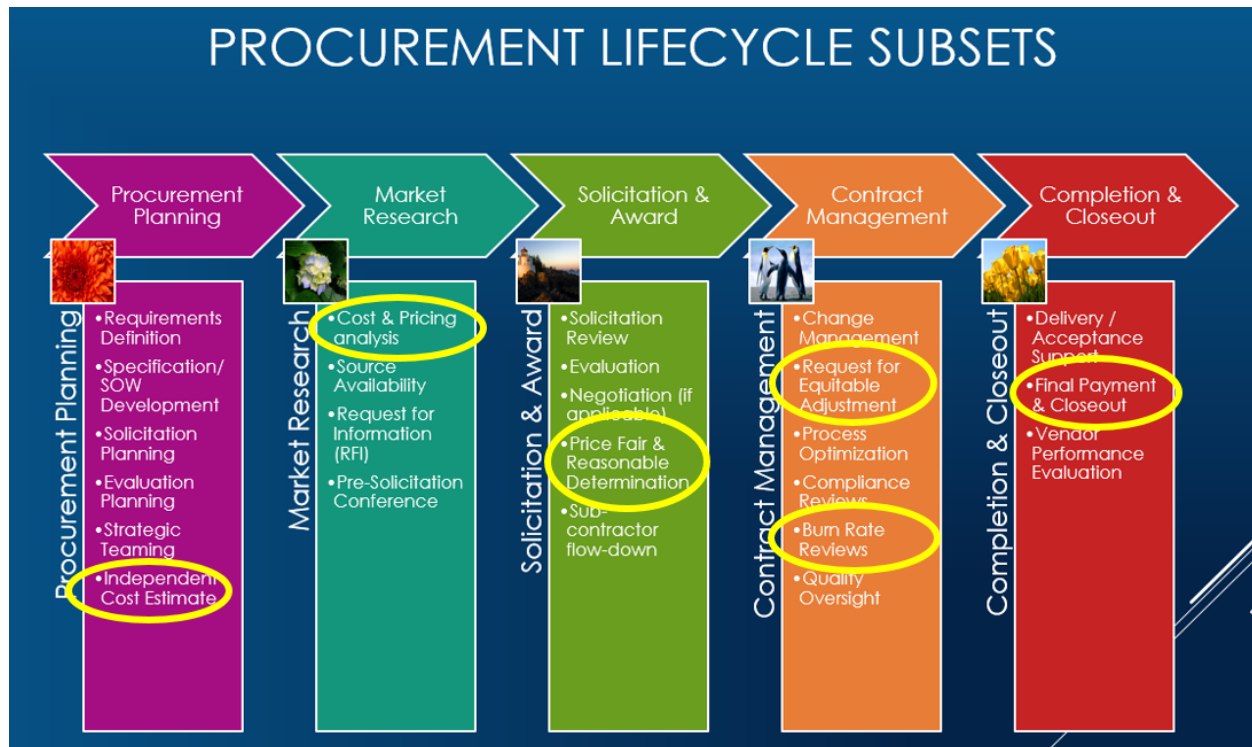 PROCUREMENT LIFECYCLE SUBSETS
Procurement
Planning
Market
Research
Solicitation &
Award
Contract
Management
Completion &
Closeout
Procurement Planning
•Requirements
Definition
•Specification/
SOW
Development
•Solicitation
Planning
•Evaluation
Planning
•Strategic
Teaming
•Independent
Cost Estimate
Market Research
•Cost & Pricing
analysis
•Source
Availability
•Request for
Information
(RFI)
•Pre-Solicitation
Conference
Solicitation & Award
•Solicitation
Review
•Evaluation
•Negotiation (if
applicable)
•Price Fair &
Reasonable
Determination
•Sub-
contractor
flow-down
Contract Management
•Change
Management
•Request for
Equitable
Adjustment
•Process
Optimization
•Compliance
Reviews
•Burn Rate
Reviews
•Quality
Oversight
Completion & Closeout
•Delivery /
Acceptance
Support
•Final Payment
& Closeout
•Vendor
Performance
Evaluation